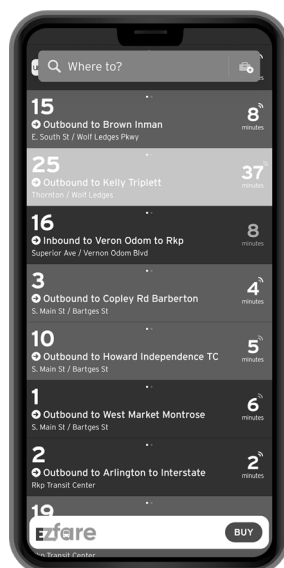 Where to?
15
Outbound to Brown Inman
E. South St / Wolf Ledges Pkwy
8
minutes
25
Outbound to Kelly Triplett
Thornton / Wolf Ledges
37
minutes
16
Inbound to Veron Odom to Rkp
Superior Ave / Vernon Odom Blvd
8
minutes
3
Outbound to Copley Rd Barberton
S. Main St / Bartges St
4
minutes
10
Outbound to Howard Independence TC
S. Main St / Bartges St
5
minutes
1
Outbound to West Market Montrose
S. Main St / Bartges St
6
minutes
2
Outbound to Arlington to Interstate
Rkp Transit Center
2
minutes
19
Ezfare
BUY
Rkp Transit Center